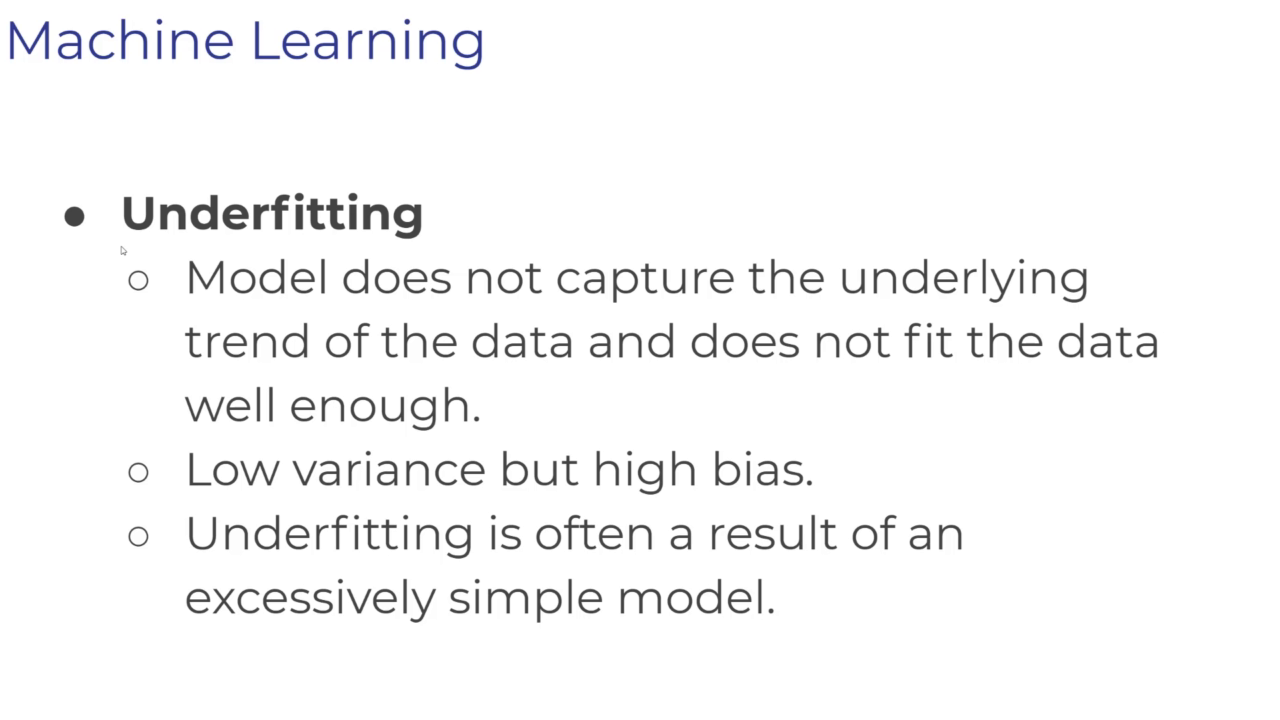 Machine Learning
● Underfitting
○ Model does not capture the underlying
trend of the data and does not fit the data
well enough.
○ Low variance but high bias.
○ Underfitting is often a result of an
excessively simple model.